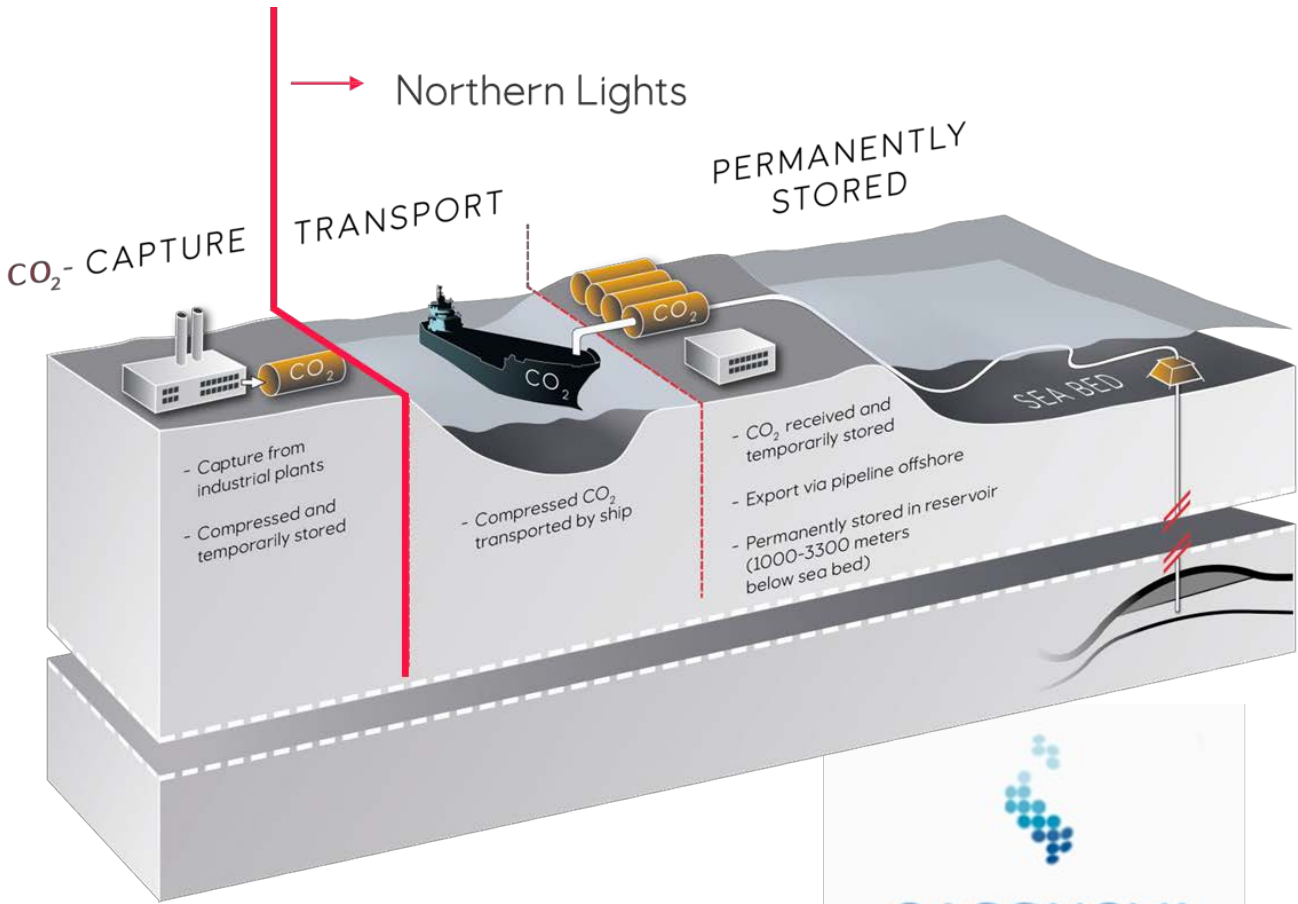 Northern Lights
CO₂- CAPTURE
TRANSPORT
PERMANENTLY
STORED
CO₂
CO₂
CO₂
SEA BED
- Capture from
industrial plants
- Compressed and
temporarily stored
- Compressed CO₂
transported by ship
- CO₂ received and
temporarily stored
- Export via pipeline offshore
- Permanently stored in reservoir
(1000-3300 meters
below sea bed)